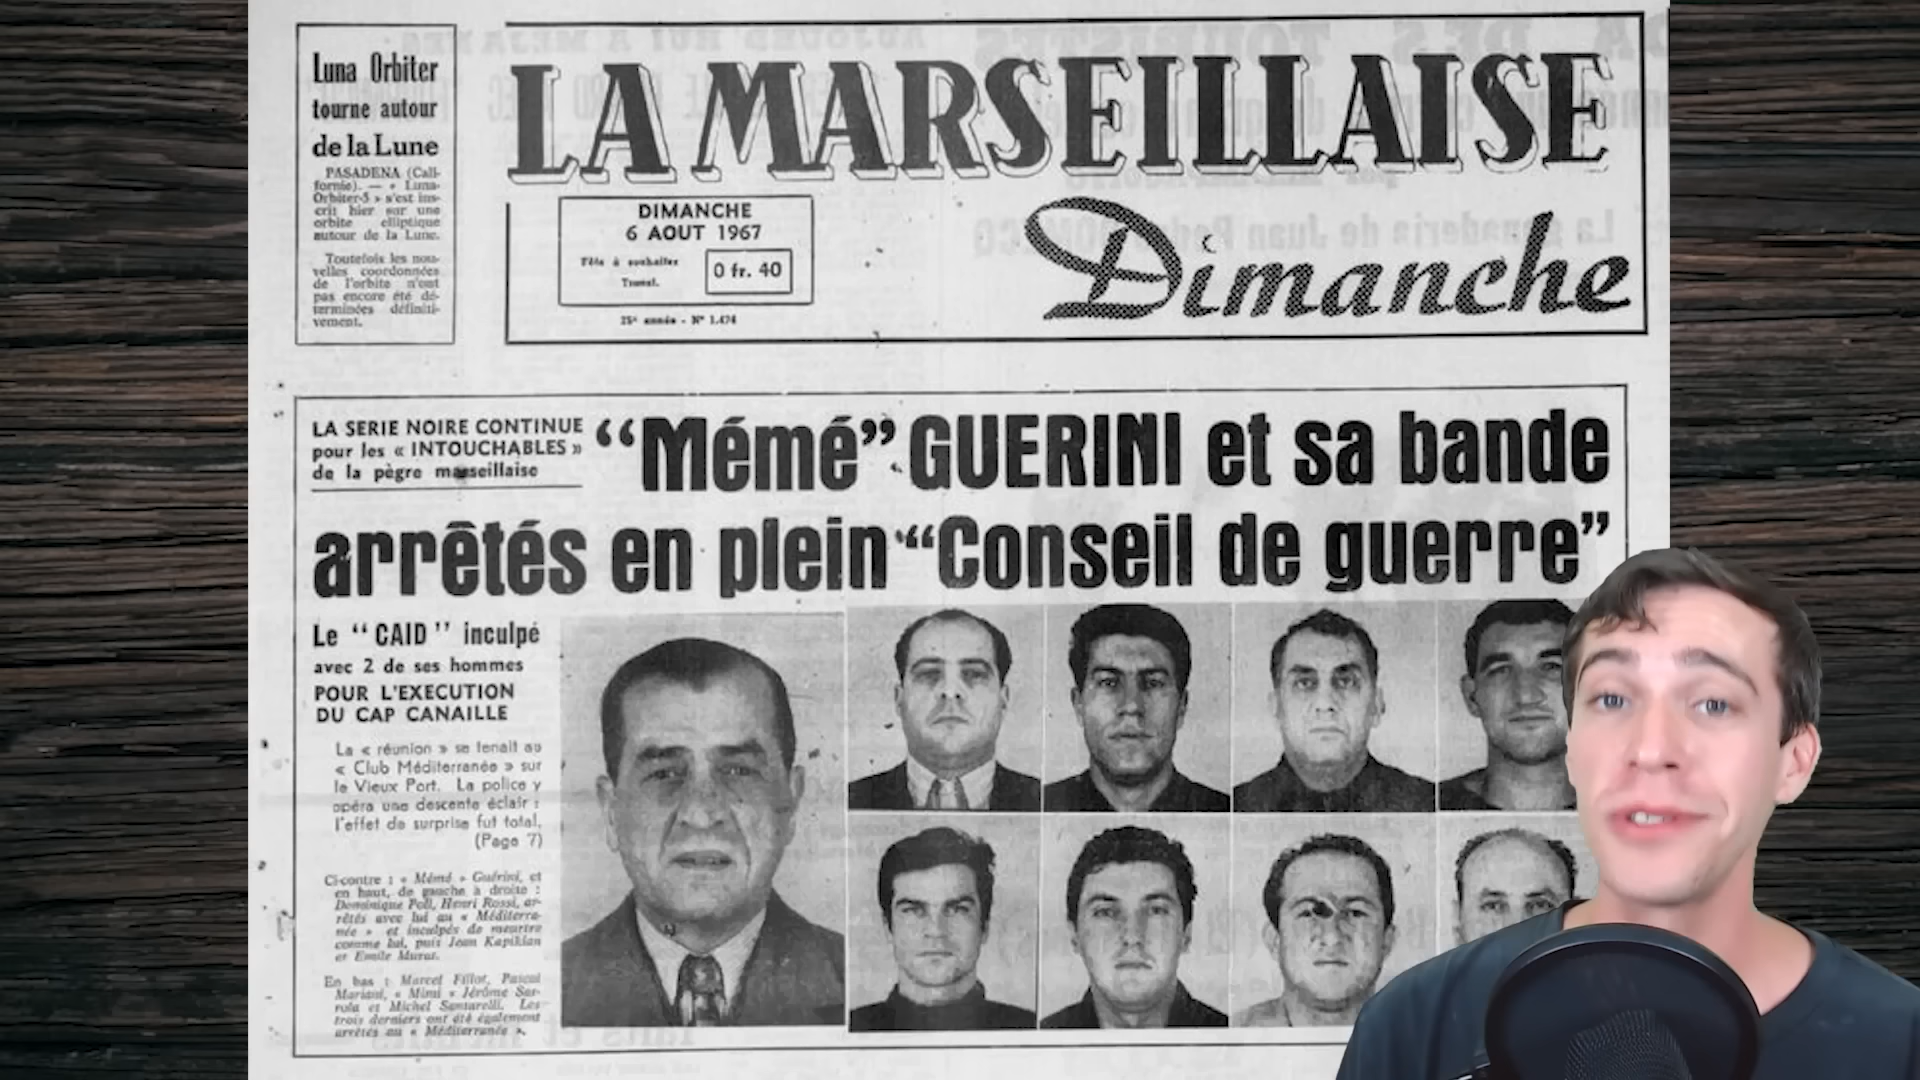 Luna Orbiter
tourne autour
de la Lune
PASADENA (Cali-
fornie). — « Luna-
Orbiter-5 » s'est ins-
crit hier sur une
orbite elliptique
autour de la Lune.
Toutefois les nou-
velles coordonnées
de l'orbite n'ont
pas encore été dé-
terminées définiti-
vement.
LA MARSEILLAISE
DIMANCHE
6 AOUT 1967
Fête à souhaiter
0 fr. 40
25e année - N° 1.474
Dimanche
LA SERIE NOIRE CONTINUE
pour les « INTOUCHABLES »
de la pègre marseillaise
“Mémé” GUERINI et sa bande
arrêtés en plein “Conseil de guerre”
Le “CAID” inculpé
avec 2 de ses hommes
POUR L'EXECUTION
DU CAP CANAILLE
La « réunion » se tenait au
« Club Méditerranée » sur
le Vieux Port. La police y
opéra une descente éclair :
l'effet de surprise fut total.
(Page 7)
Ci-contre : « Mémé » Guérini, et
en haut, de gauche à droite :
Dominique Poli, Henri Rossi, ar-
rêtés avec lui au « Méditerra-
née » et inculpés de meurtre
comme lui, puis Jean Kapikian
et Emile Murat.
En bas : Marcel Fillot, Pascal
Mariani, « Mimi » Jérôme Sar-
rola et Michel Santarelli. Les
trois derniers ont été également
arrêtés au « Méditerranée ».